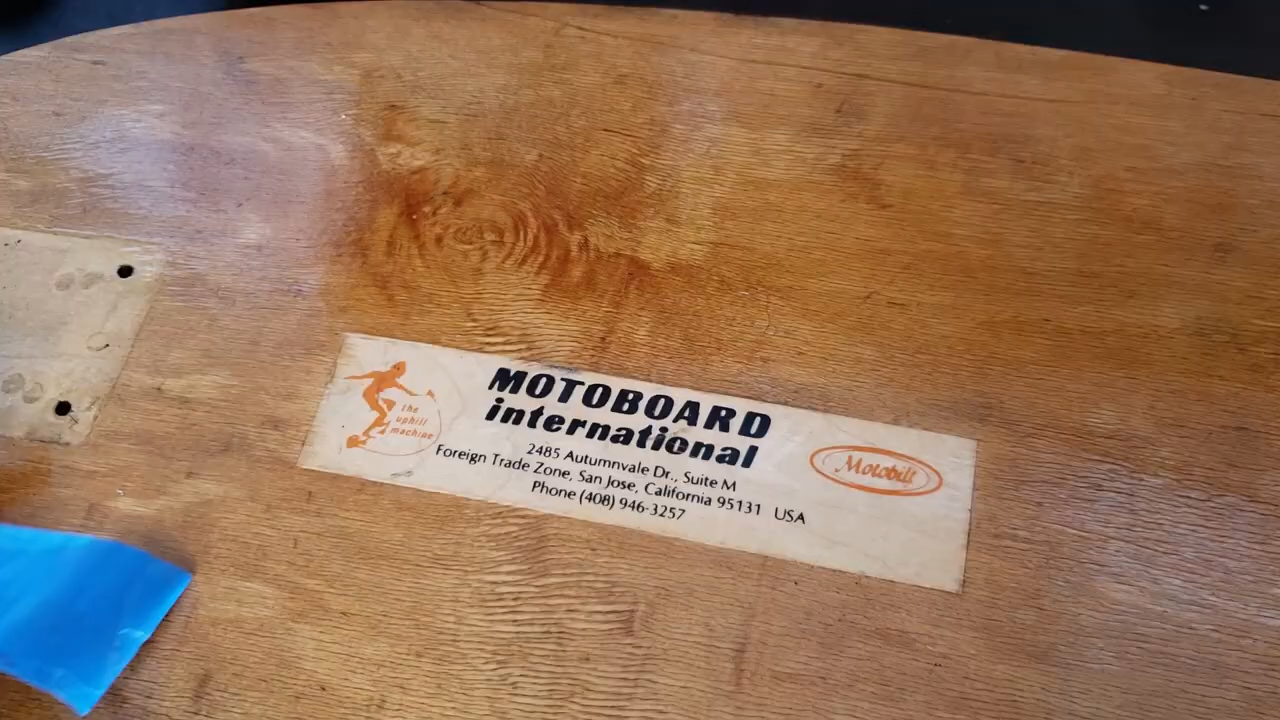 the
uphill
machine
MOTOBOARD
international
2485 Autumnvale Dr., Suite M
Foreign Trade Zone, San Jose, California 95131 USA
Phone (408) 946-3257
Motobill